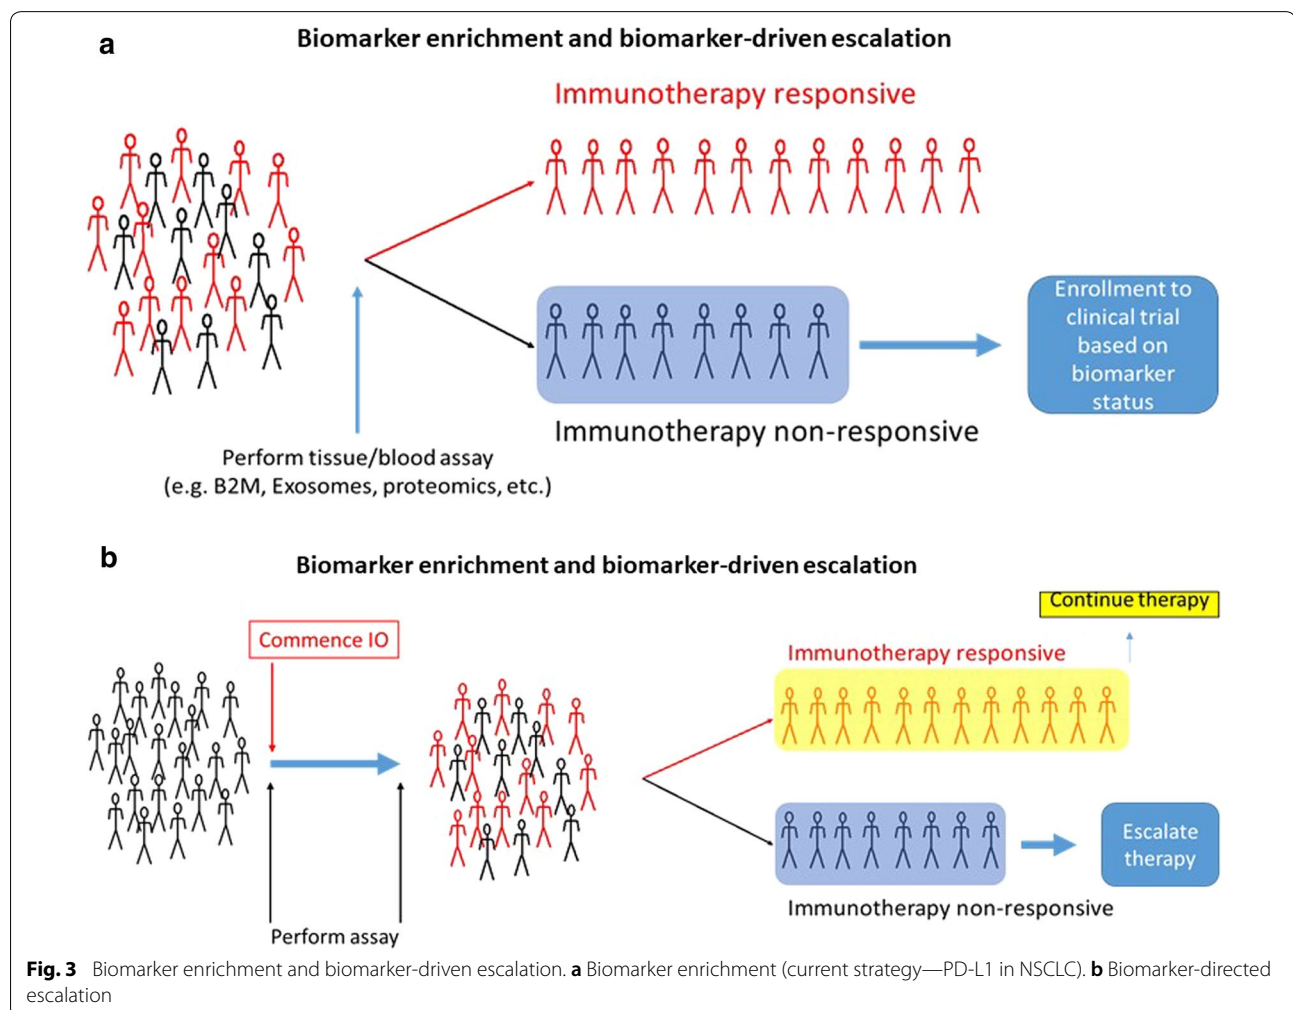 a
Biomarker enrichment and biomarker-driven escalation
Immunotherapy responsive
Enrollment to
clinical trial
based on
biomarker
status
Immunotherapy non-responsive
Perform tissue/blood assay
(e.g. B2M, Exosomes, proteomics, etc.)
b
Biomarker enrichment and biomarker-driven escalation
Continue therapy
Commence IO
Immunotherapy responsive
Escalate
therapy
Immunotherapy non-responsive
Perform assay
Fig. 3 Biomarker enrichment and biomarker-driven escalation. a Biomarker enrichment (current strategy—PD-L1 in NSCLC). b Biomarker-directed
escalation